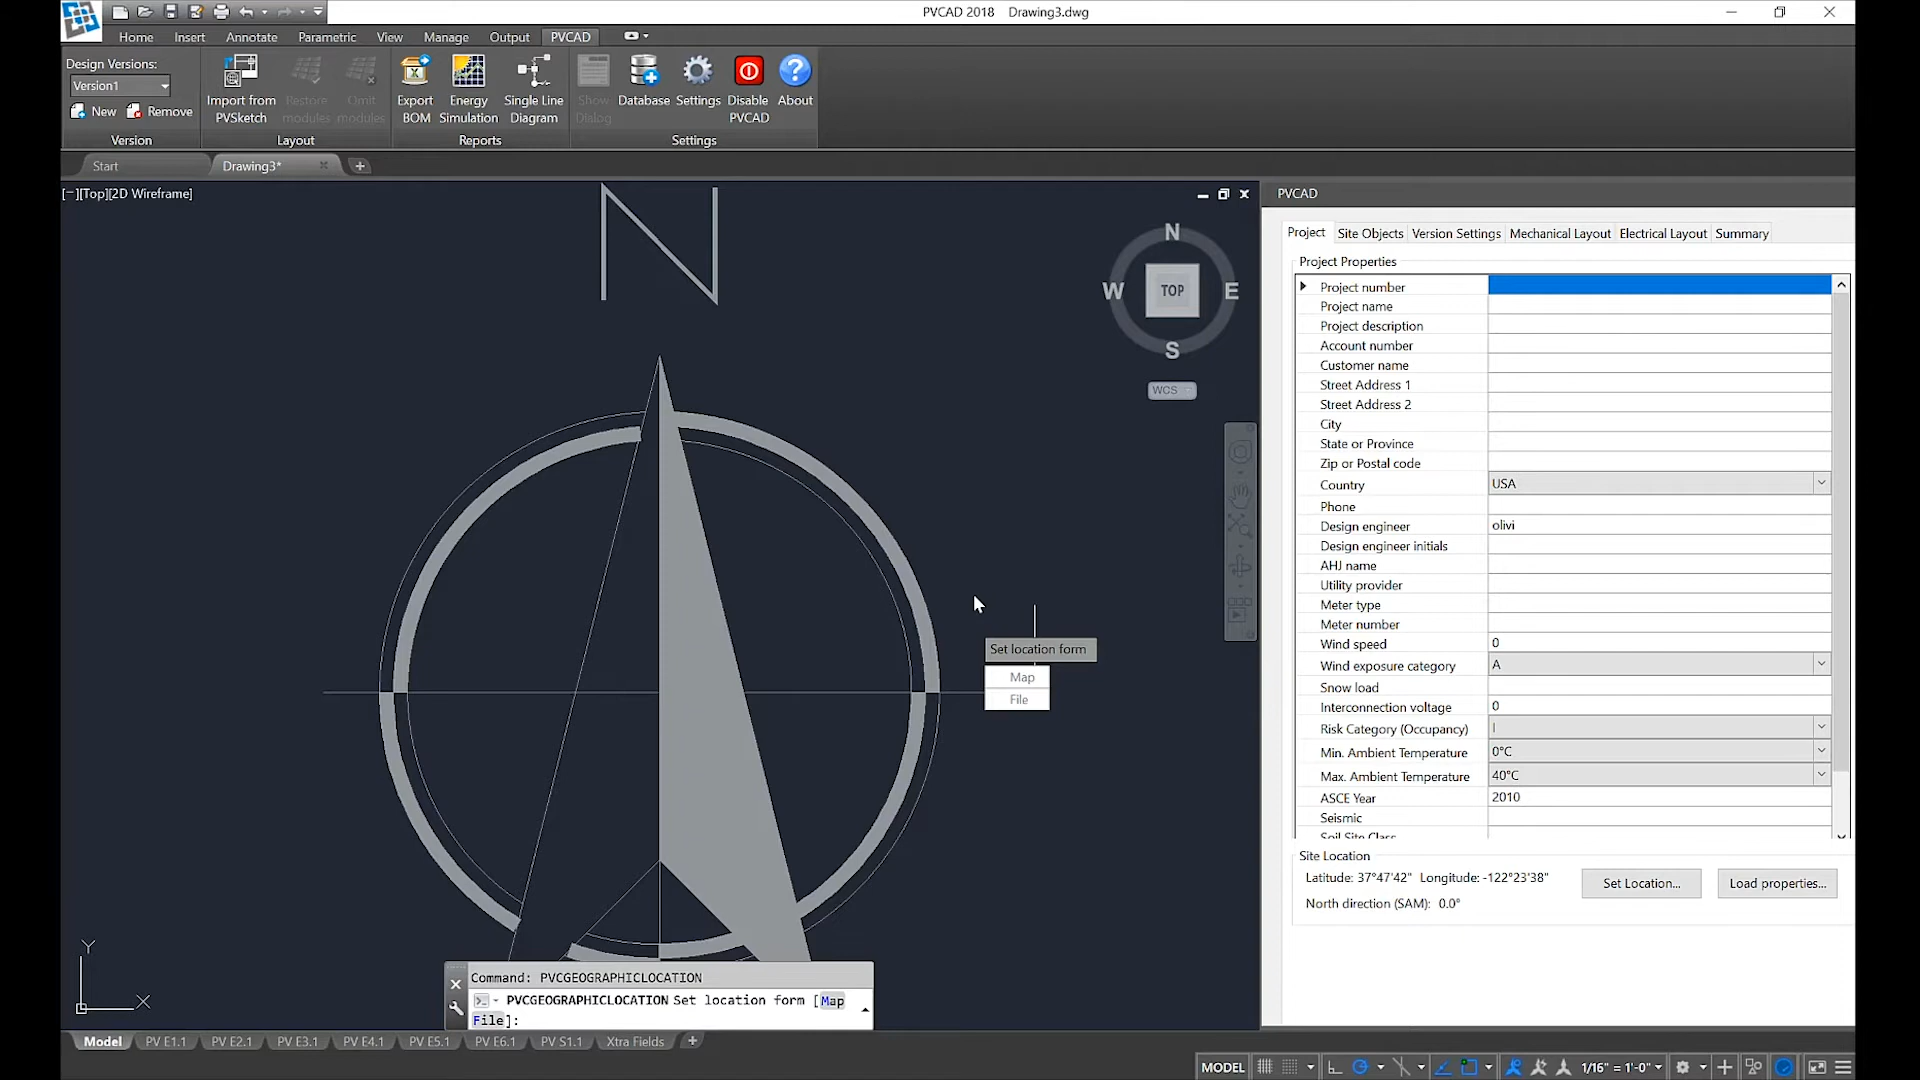 PVCAD 2018 Drawing3.dwg
Home Insert Annotate Parametric View Manage Output PVCAD
Design Versions:
Version1
New Remove
Version
Import from
PVSketch
Restore
modules
Omit
modules
Layout
Export
BOM
Energy
Simulation
Single Line
Diagram
Reports
Show
Dialog
Database
Settings
Disable
PVCAD
About
Settings
Start Drawing3*
[−][Top][2D Wireframe]
N
N
W TOP E
S
WCS
Set location form
Map
File
Y
X
Command: PVCGEOGRAPHICLOCATION
PVCGEOGRAPHICLOCATION Set location form [Map
File]:
PVCAD
Project Site Objects Version Settings Mechanical Layout Electrical Layout Summary
Project Properties
Project number
Project name
Project description
Account number
Customer name
Street Address 1
Street Address 2
City
State or Province
Zip or Postal code
Country USA
Phone
Design engineer olivi
Design engineer initials
AHJ name
Utility provider
Meter type
Meter number
Wind speed 0
Wind exposure category A
Snow load
Interconnection voltage 0
Risk Category (Occupancy) I
Min. Ambient Temperature 0°C
Max. Ambient Temperature 40°C
ASCE Year 2010
Seismic
Soil Site Class
Site Location
Latitude: 37°47'42" Longitude: -122°23'38"
Set Location... Load properties...
North direction (SAM): 0.0°
Model PV E1.1 PV E2.1 PV E3.1 PV E4.1 PV E5.1 PV E6.1 PV S1.1 Xtra Fields
MODEL 1/16" = 1'-0"